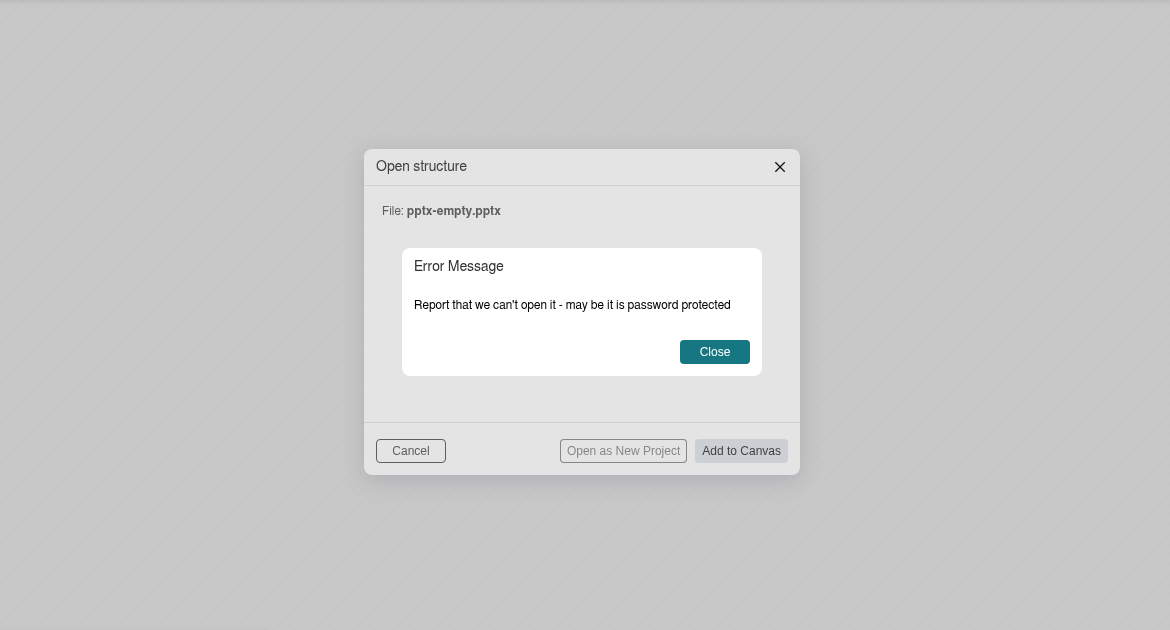 Open structure
File: pptx-empty.pptx
Error Message
Report that we can't open it - may be it is password protected
Close
Cancel
Open as New Project
Add to Canvas